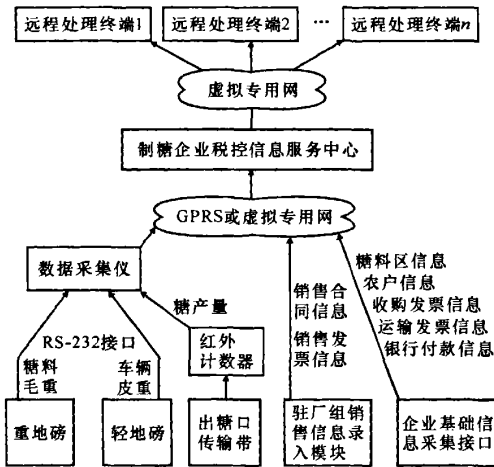 远程处理终端1
远程处理终端2
…
远程处理终端n
虚拟专用网
制糖企业税控信息服务中心
GPRS或虚拟专用网
数据采集仪
糖产量
销售合
同信息
销售发
票信息
糖料区信息
农户信息
收购发票信息
运输发票信息
银行付款信息
RS-232接口
糖料
毛重
车辆
皮重
红外
计数器
重地磅
轻地磅
出糖口
传输带
驻厂组销
售信息录
入模块
企业基础信
息采集接口